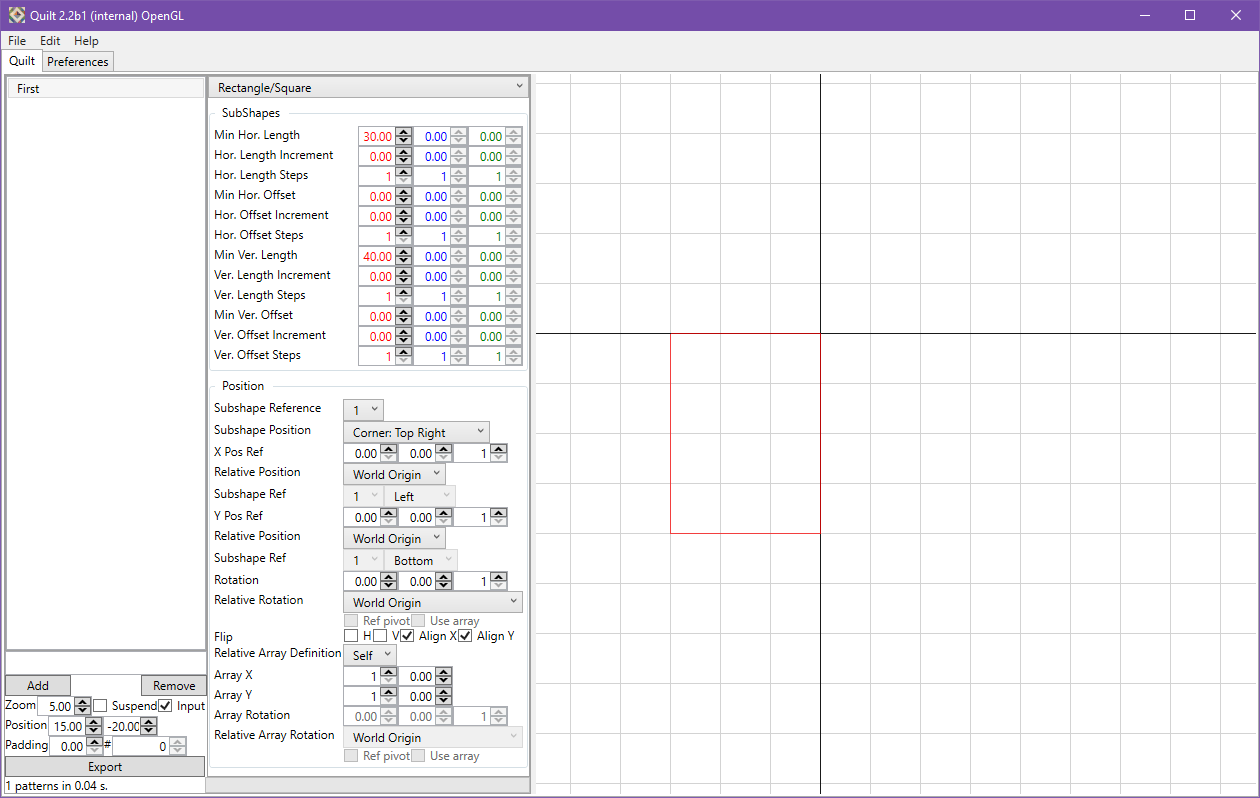 Quilt 2.2b1 (internal) OpenGL
File Edit Help
Quilt Preferences
First
Rectangle/Square
SubShapes
Min Hor. Length 30.00 0.00 0.00
Hor. Length Increment 0.00 0.00 0.00
Hor. Length Steps 1 1 1
Min Hor. Offset 0.00 0.00 0.00
Hor. Offset Increment 0.00 0.00 0.00
Hor. Offset Steps 1 1 1
Min Ver. Length 40.00 0.00 0.00
Ver. Length Increment 0.00 0.00 0.00
Ver. Length Steps 1 1 1
Min Ver. Offset 0.00 0.00 0.00
Ver. Offset Increment 0.00 0.00 0.00
Ver. Offset Steps 1 1 1
Position
Subshape Reference 1
Subshape Position Corner: Top Right
X Pos Ref 0.00 0.00 1
Relative Position World Origin
Subshape Ref 1 Left
Y Pos Ref 0.00 0.00 1
Relative Position World Origin
Subshape Ref 1 Bottom
Rotation 0.00 0.00 1
Relative Rotation World Origin
Ref pivot Use array
Flip H V Align X Align Y
Relative Array Definition Self
Array X 1 0.00
Array Y 1 0.00
Array Rotation 0.00 0.00 1
Relative Array Rotation World Origin
Ref pivot Use array
Add Remove
Zoom 5.00 Suspend Input
Position 15.00 -20.00
Padding 0.00 # 0
Export
1 patterns in 0.04 s.